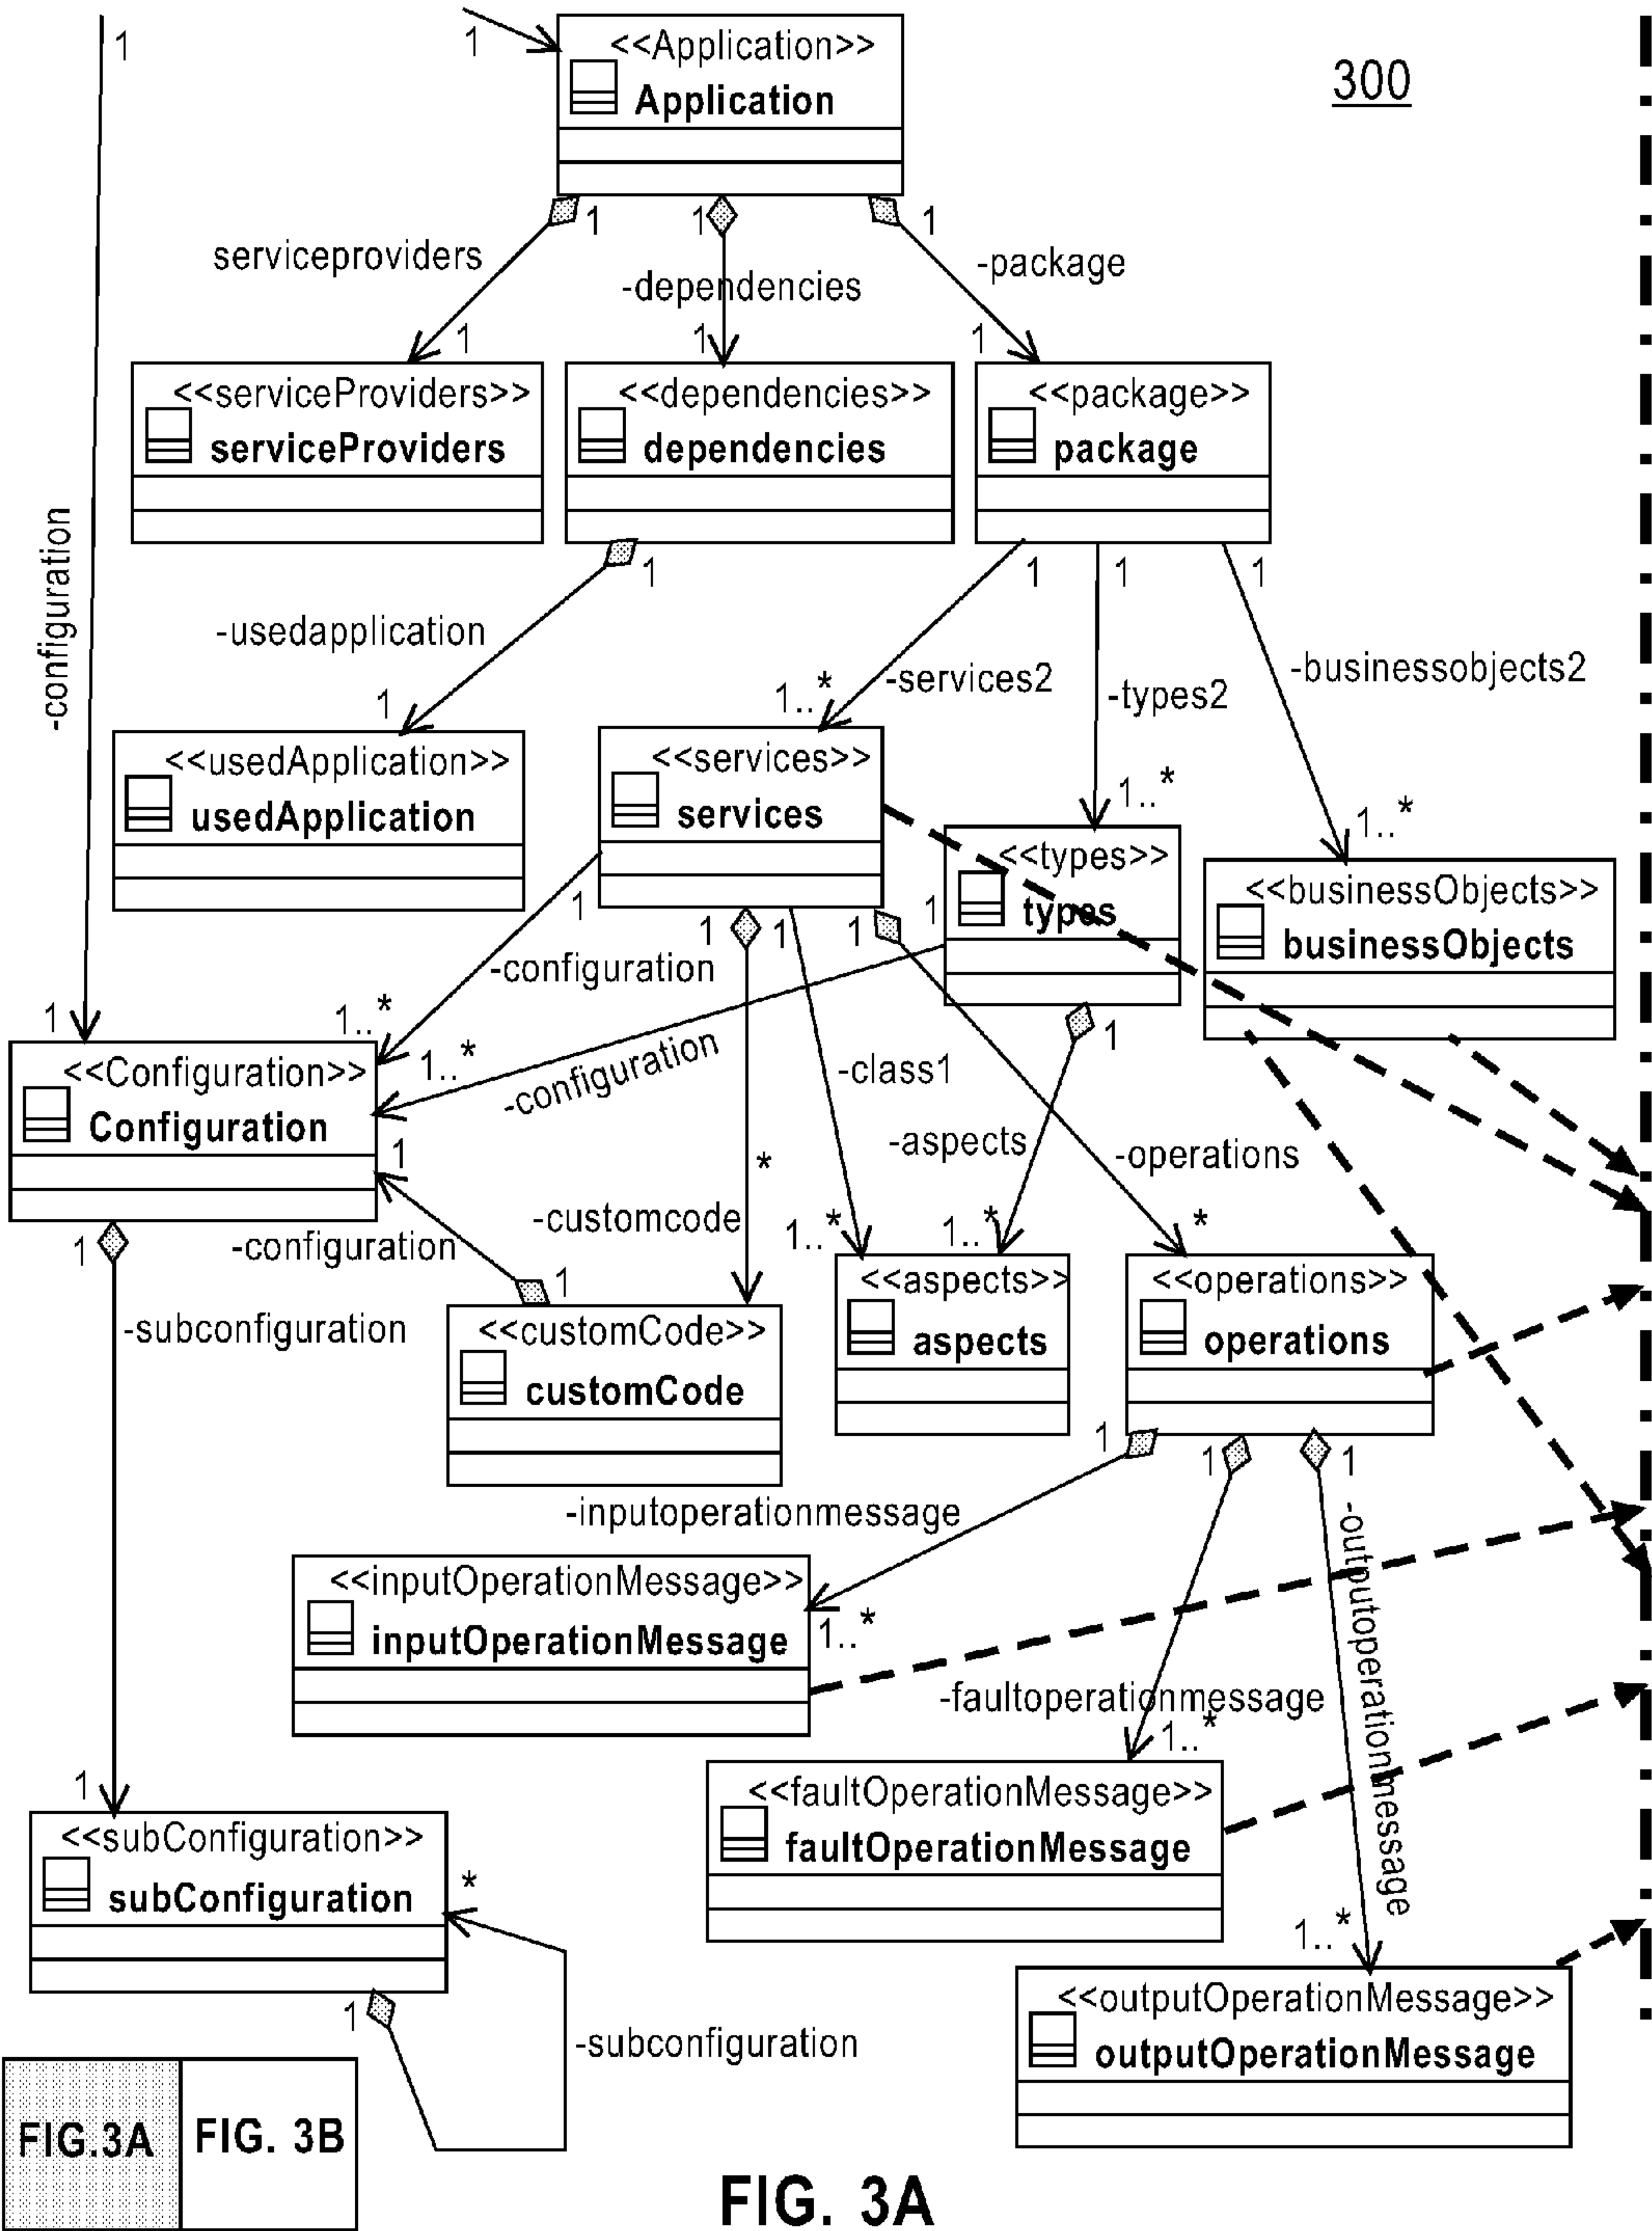 1
1
<<Application>>
Application
300
1
1
1
serviceproviders
-dependencies
-package
1
1
1
<<serviceProviders>>
serviceProviders
<<dependencies>>
dependencies
<<package>>
package
-configuration
1
1
1
1
-usedapplication
-services2
-types2
-businessobjects2
1
1..*
1..*
1..*
<<usedApplication>>
usedApplication
<<services>>
services
<<types>>
types
<<businessObjects>>
businessObjects
1
1
1
1
1
-configuration
1
1..*
1..*
-configuration
-class1
1
<<Configuration>>
Configuration
1
-aspects
-operations
*
-customcode
1..*
1..*
*
1
-configuration
1
-subconfiguration
<<customCode>>
customCode
<<aspects>>
aspects
<<operations>>
operations
1
1
1
-inputoperationmessage
-outputoperationmessage
<<inputOperationMessage>>
inputOperationMessage
1..*
-faultoperationmessage
1..*
1
<<faultOperationMessage>>
faultOperationMessage
<<subConfiguration>>
subConfiguration
*
1..*
1
-subconfiguration
<<outputOperationMessage>>
outputOperationMessage
FIG.3A
FIG. 3B
FIG. 3A